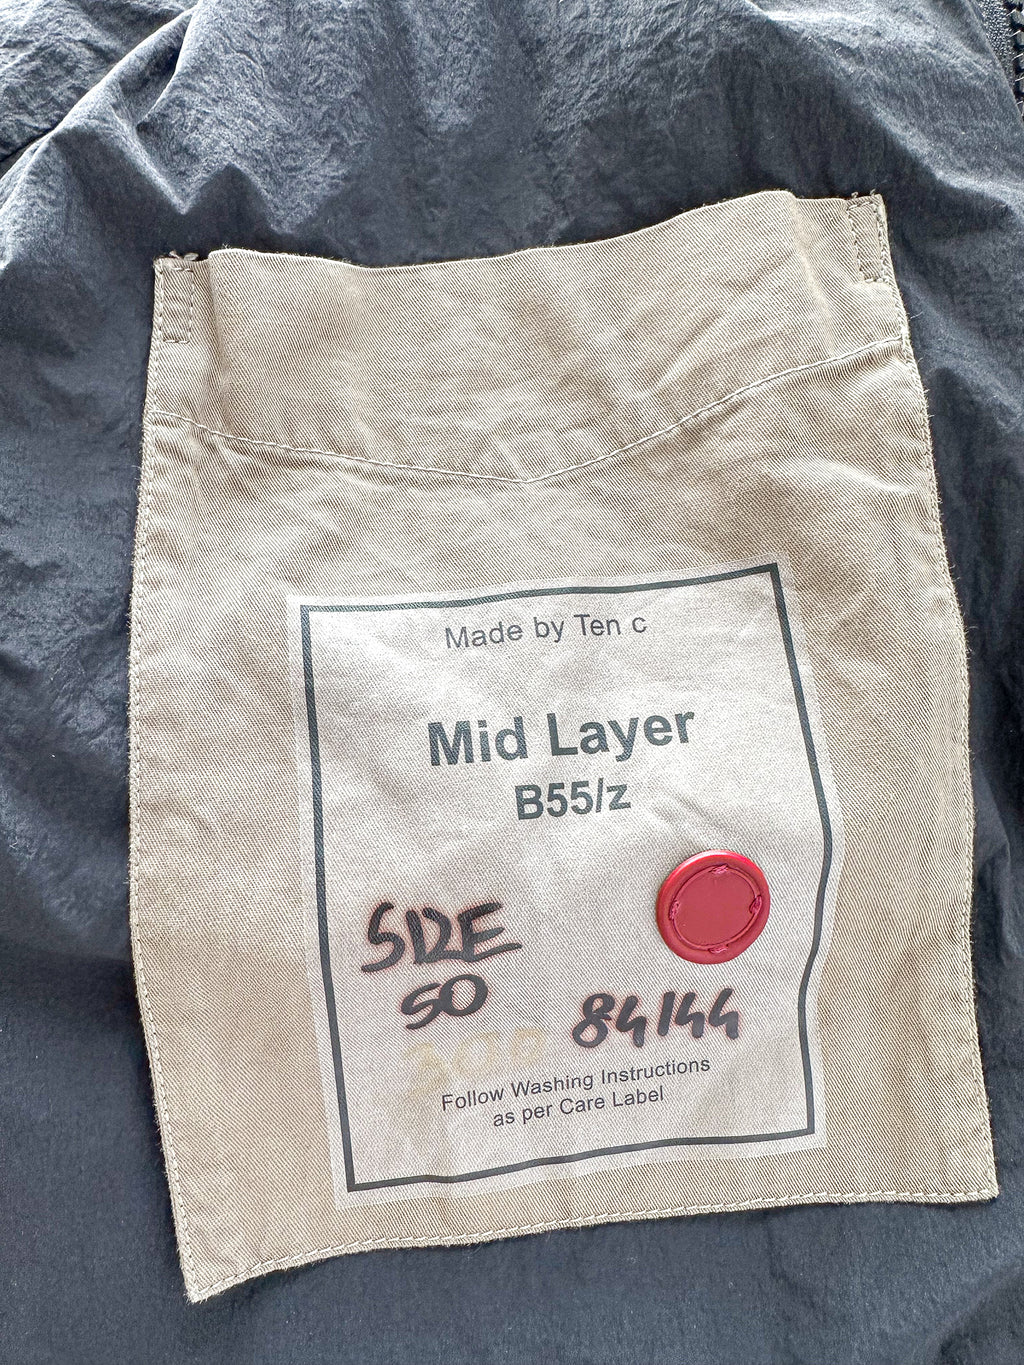 Made by Ten c
Mid Layer
B55/z
SIZE
50
84144
Follow Washing Instructions
as per Care Label